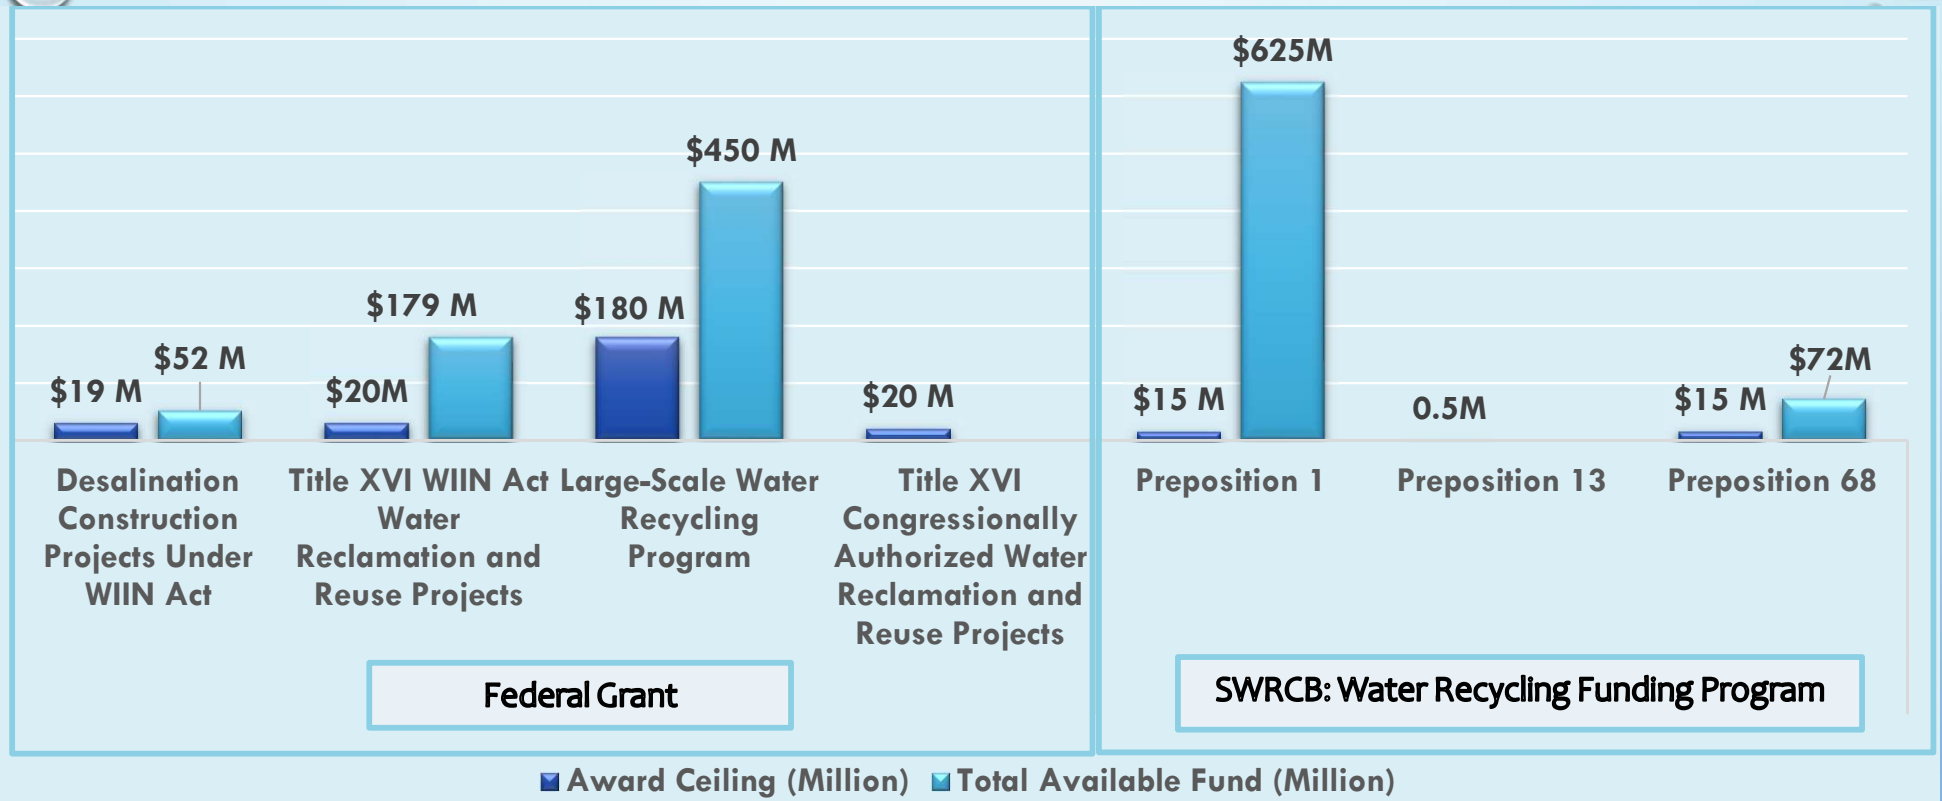 $625M
$450 M
$179 M
$180 M
$52 M
$72M
$19 M
$20M
$20 M
$15 M
0.5M
$15 M
Desalination
Construction
Projects Under
WIIN Act
Title XVI WIIN Act
Water
Reclamation and
Reuse Projects
Large-Scale Water
Recycling
Program
Title XVI
Congressionally
Authorized Water
Reclamation and
Reuse Projects
Preposition 1
Preposition 13
Preposition 68
Federal Grant
SWRCB: Water Recycling Funding Program
Award Ceiling (Million)
Total Available Fund (Million)